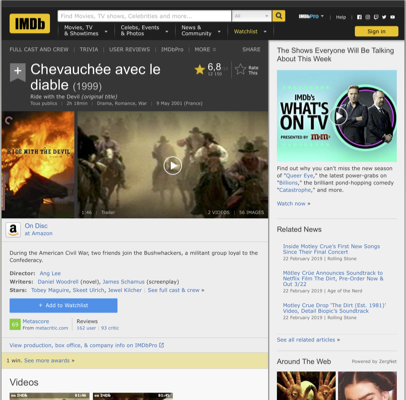 IMDb
Find Movies, TV shows, Celebrities and more...
All
IMDbPro
Help
Movies, TV
& Showtimes
Celebs, Events
& Photos
News &
Community
Watchlist
Sign in
FULL CAST AND CREW | TRIVIA | USER REVIEWS | IMDbPro | MORE
SHARE
Chevauchée avec le
diable (1999)
Ride with the Devil (original title)
Tous publics | 2h 18min | Drama, Romance, War | 9 May 2001 (France)
6,8
Rate
This
RIDE WITH THE DEVIL
1:46 | Trailer
2 VIDEOS | 56 IMAGES
On Disc
at Amazon
During the American Civil War, two friends join the Bushwhackers, a militant group loyal to the
Confederacy.
Director: Ang Lee
Writers: Daniel Woodrell (novel), James Schamus (screenplay)
Stars: Tobey Maguire, Skeet Ulrich, Jewel Kilcher | See full cast & crew »
+ Add to Watchlist
Metascore
From metacritic.com
Reviews
162 user | 93 critic
View production, box office, & company info on IMDbPro
1 win. See more awards »
Videos
The Shows Everyone Will Be Talking
About This Week
IMDb's
WHAT'S
ON TV
PRESENTED BY m&m's
Find out why you can't miss the new season
of "Queer Eye," the latest power-grabs on
"Billions," the brilliant pond-hopping comedy
"Catastrophe," and more.
Watch now »
Related News
Inside Motley Crue's First New Songs
Since Their Final Concert
22 February 2019 | Rolling Stone
Motley Crue Announces Soundtrack to
Netflix Film The Dirt, Pre-Order Now &
Out 3/22
22 February 2019 | Age of the Nerd
Motley Crue Drop 'The Dirt (Est. 1981)'
Video, Detail Biopic's Soundtrack
22 February 2019 | Rolling Stone
See all related articles »
Around The Web
Powered by ZergNet